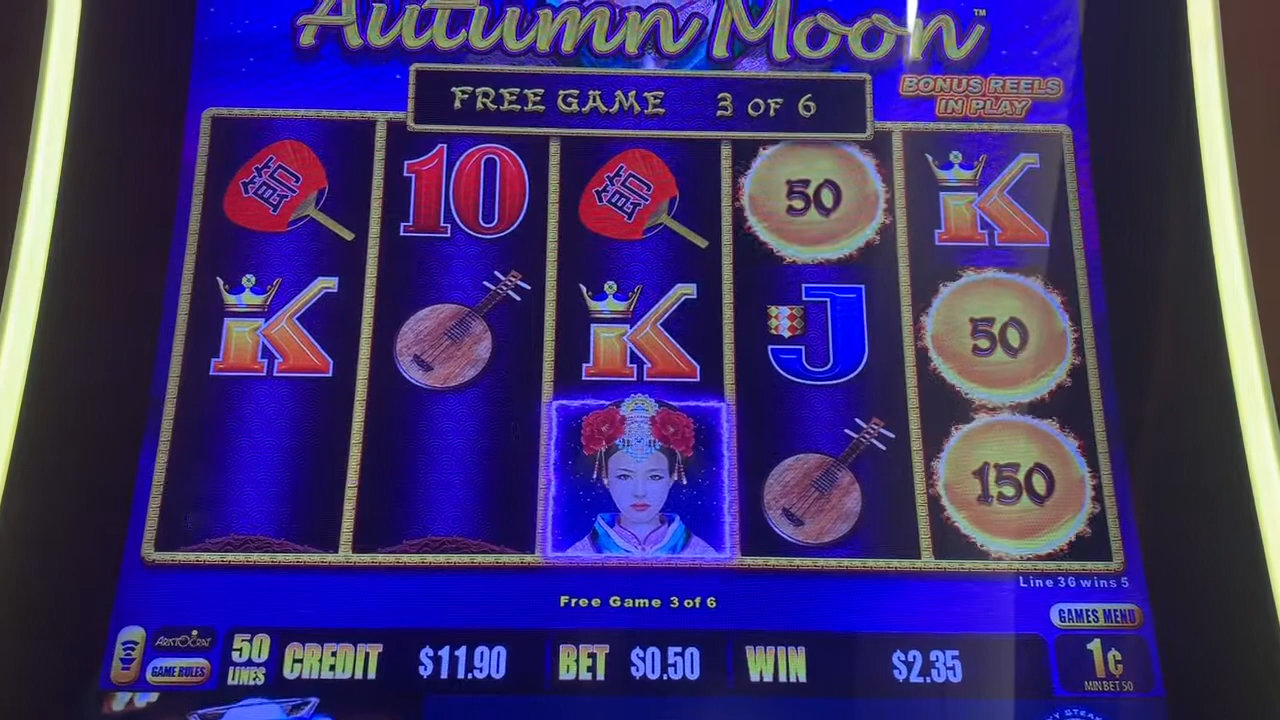 Autumn Moon™
BONUS REELS
IN PLAY
FREE GAME 3 OF 6
10
50
K
K
K
J
50
150
Line 36 wins 5
Free Game 3 of 6
GAMES MENU
ARISTOCRAT
GAME RULES
50
LINES
CREDIT $11.90
BET $0.50
WIN $2.35
1¢
MIN BET 50